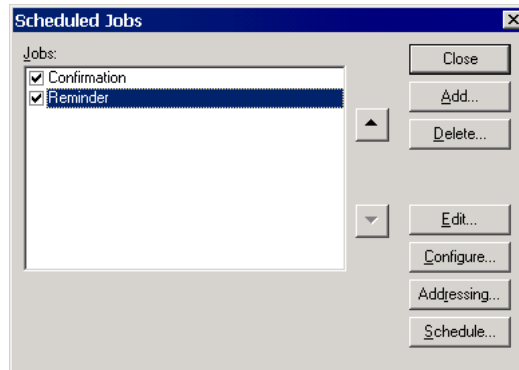 Scheduled Jobs
Jobs:
Confirmation
Reminder
Close
Add...
Delete...
Edit...
Configure...
Addressing...
Schedule...